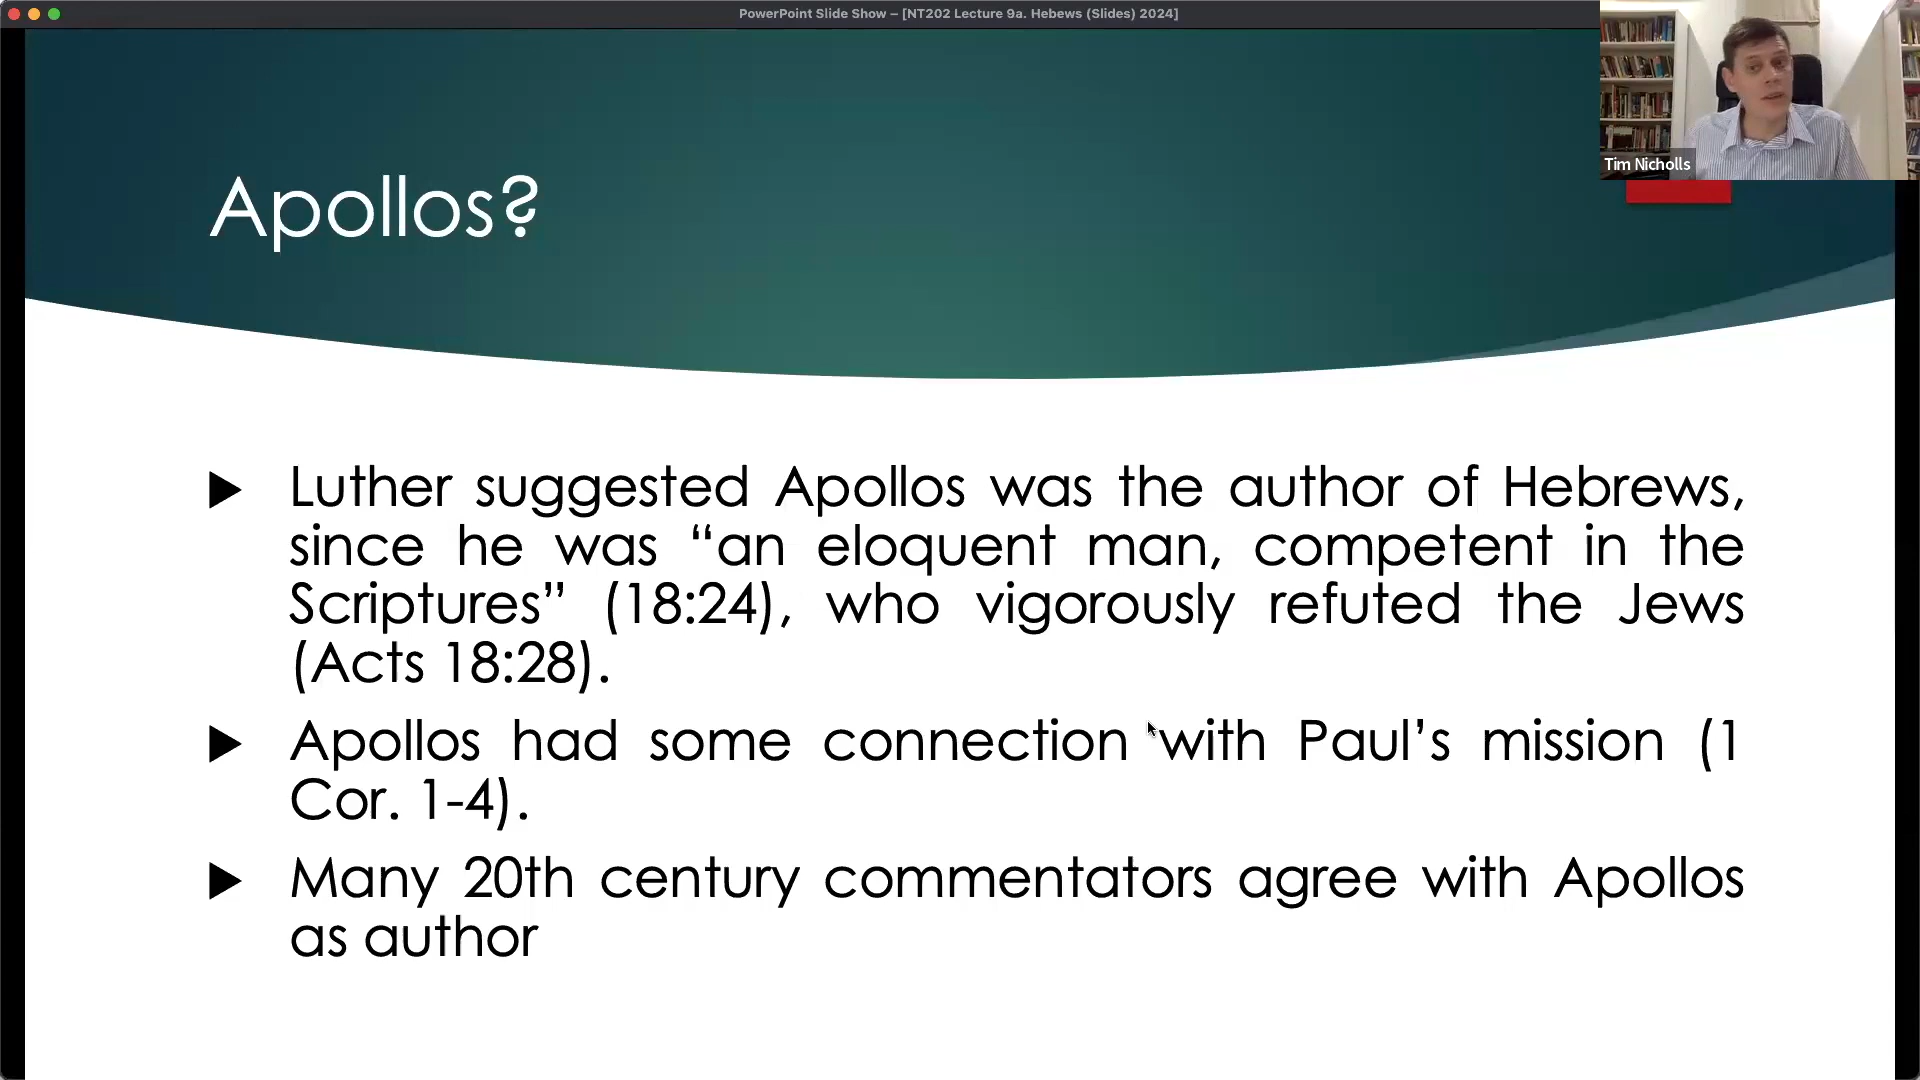 PowerPoint Slide Show – [NT202 Lecture 9a. Hebews (Slides) 2024]
Tim Nicholls
Apollos?
Luther suggested Apollos was the author of Hebrews,
since he was “an eloquent man, competent in the
Scriptures” (18:24), who vigorously refuted the Jews
(Acts 18:28).
Apollos had some connection with Paul’s mission (1
Cor. 1-4).
Many 20th century commentators agree with Apollos
as author